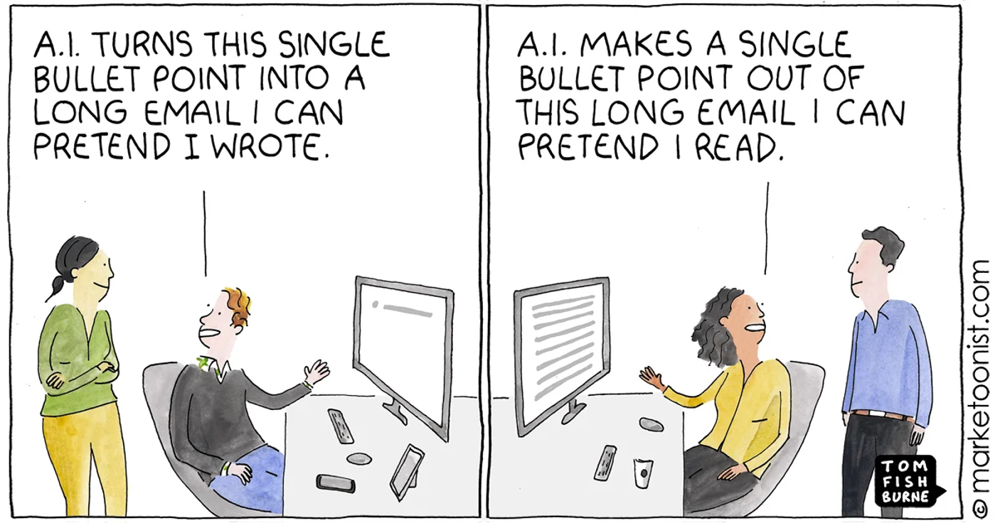 A.I. TURNS THIS SINGLE
BULLET POINT INTO A
LONG EMAIL I CAN
PRETEND I WROTE.
A.I. MAKES A SINGLE
BULLET POINT OUT OF
THIS LONG EMAIL I CAN
PRETEND I READ.
TOM
FISH
BURNE
© marketoonist.com